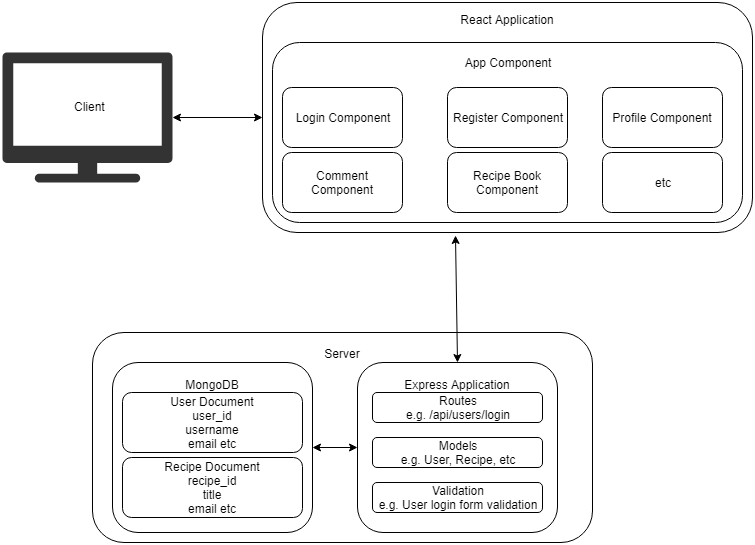 React Application
App Component
Client
Login Component
Register Component
Profile Component
Comment
Component
Recipe Book
Component
etc
Server
MongoDB
User Document
user_id
username
email etc
Recipe Document
recipe_id
title
email etc
Express Application
Routes
e.g. /api/users/login
Models
e.g. User, Recipe, etc
Validation
e.g. User login form validation